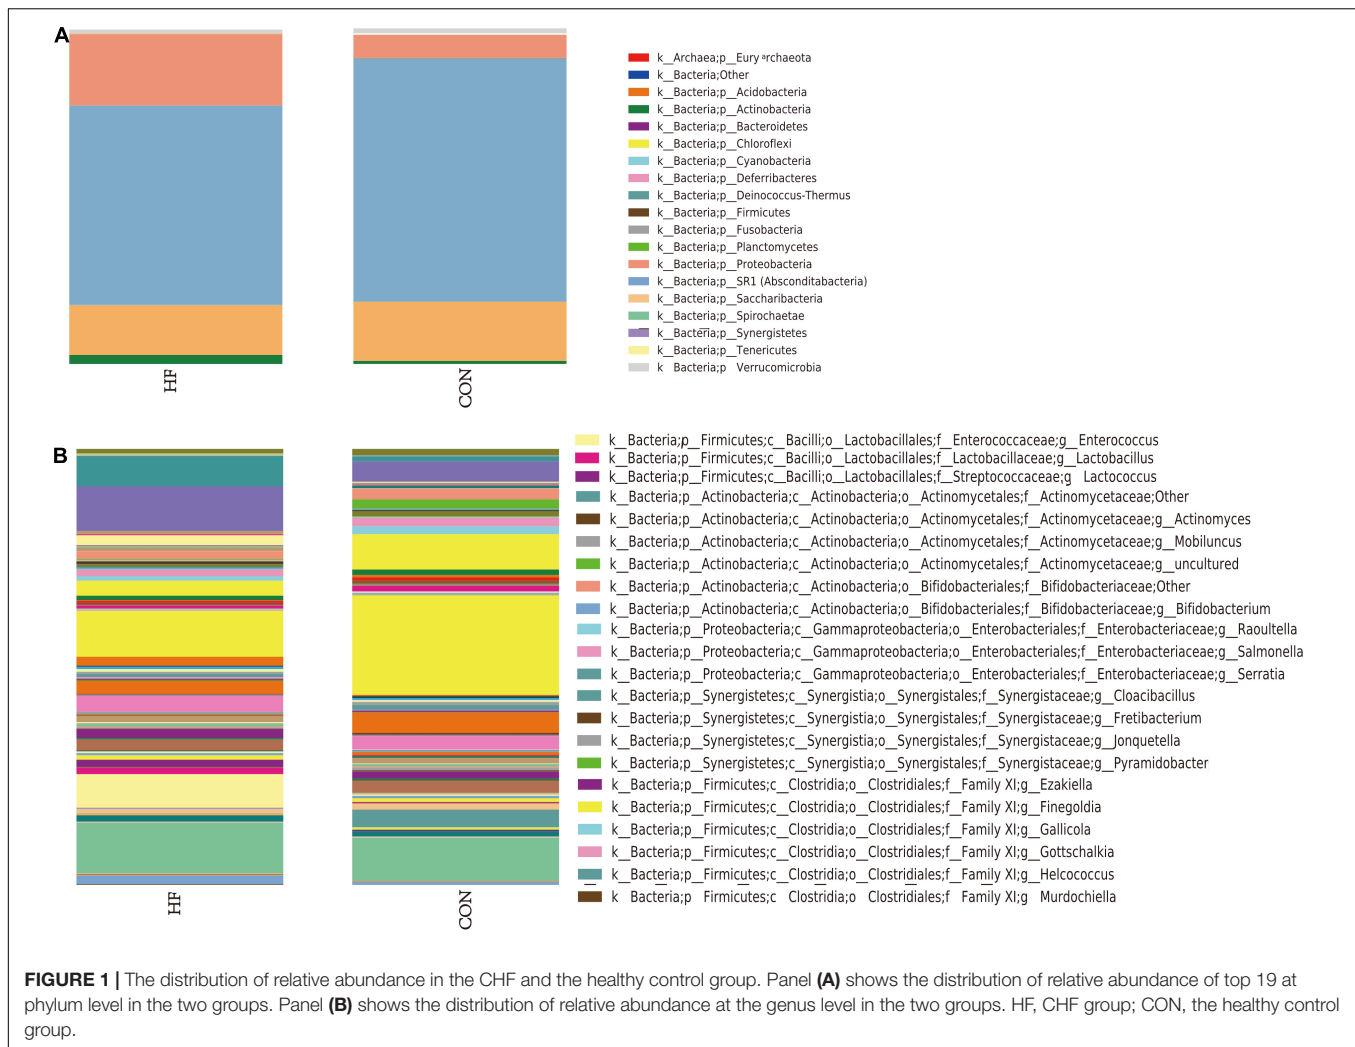 A
k__Archaea;p__Euryarchaeota
k__Bacteria;Other
k__Bacteria;p__Acidobacteria
k__Bacteria;p__Actinobacteria
k__Bacteria;p__Bacteroidetes
k__Bacteria;p__Chloroflexi
k__Bacteria;p__Cyanobacteria
k__Bacteria;p__Deferribacteres
k__Bacteria;p__Deinococcus-Thermus
k__Bacteria;p__Firmicutes
k__Bacteria;p__Fusobacteria
k__Bacteria;p__Planctomycetes
k__Bacteria;p__Proteobacteria
k__Bacteria;p__SR1 (Absconditabacteria)
k__Bacteria;p__Saccharibacteria
k__Bacteria;p__Spirochaetae
k__Bacteria;p__Synergistetes
k__Bacteria;p__Tenericutes
k__Bacteria;p__Verrucomicrobia
HF
CON
B
k__Bacteria;p__Firmicutes;c__Bacilli;o__Lactobacillales;f__Enterococcaceae;g__Enterococcus
k__Bacteria;p__Firmicutes;c__Bacilli;o__Lactobacillales;f__Lactobacillaceae;g__Lactobacillus
k__Bacteria;p__Firmicutes;c__Bacilli;o__Lactobacillales;f__Streptococcaceae;g__Lactococcus
k__Bacteria;p__Actinobacteria;c__Actinobacteria;o__Actinomycetales;f__Actinomycetaceae;Other
k__Bacteria;p__Actinobacteria;c__Actinobacteria;o__Actinomycetales;f__Actinomycetaceae;g__Actinomyces
k__Bacteria;p__Actinobacteria;c__Actinobacteria;o__Actinomycetales;f__Actinomycetaceae;g__Mobiluncus
k__Bacteria;p__Actinobacteria;c__Actinobacteria;o__Actinomycetales;f__Actinomycetaceae;g__uncultured
k__Bacteria;p__Actinobacteria;c__Actinobacteria;o__Bifidobacteriales;f__Bifidobacteriaceae;Other
k__Bacteria;p__Actinobacteria;c__Actinobacteria;o__Bifidobacteriales;f__Bifidobacteriaceae;g__Bifidobacterium
k__Bacteria;p__Proteobacteria;c__Gammaproteobacteria;o__Enterobacteriales;f__Enterobacteriaceae;g__Raoultella
k__Bacteria;p__Proteobacteria;c__Gammaproteobacteria;o__Enterobacteriales;f__Enterobacteriaceae;g__Salmonella
k__Bacteria;p__Proteobacteria;c__Gammaproteobacteria;o__Enterobacteriales;f__Enterobacteriaceae;g__Serratia
k__Bacteria;p__Synergistetes;c__Synergistia;o__Synergistales;f__Synergistaceae;g__Cloacibacillus
k__Bacteria;p__Synergistetes;c__Synergistia;o__Synergistales;f__Synergistaceae;g__Fretibacterium
k__Bacteria;p__Synergistetes;c__Synergistia;o__Synergistales;f__Synergistaceae;g__Jonquetella
k__Bacteria;p__Synergistetes;c__Synergistia;o__Synergistales;f__Synergistaceae;g__Pyramidobacter
k__Bacteria;p__Firmicutes;c__Clostridia;o__Clostridiales;f__Family XI;g__Ezakiella
k__Bacteria;p__Firmicutes;c__Clostridia;o__Clostridiales;f__Family XI;g__Finegoldia
k__Bacteria;p__Firmicutes;c__Clostridia;o__Clostridiales;f__Family XI;g__Gallicola
k__Bacteria;p__Firmicutes;c__Clostridia;o__Clostridiales;f__Family XI;g__Gottschalkia
k__Bacteria;p__Firmicutes;c__Clostridia;o__Clostridiales;f__Family XI;g__Helcococcus
k__Bacteria;p__Firmicutes;c__Clostridia;o__Clostridiales;f__Family XI;g__Murdochiella
HF
CON
FIGURE 1 | The distribution of relative abundance in the CHF and the healthy control group. Panel (A) shows the distribution of relative abundance of top 19 at
phylum level in the two groups. Panel (B) shows the distribution of relative abundance at the genus level in the two groups. HF, CHF group; CON, the healthy control
group.